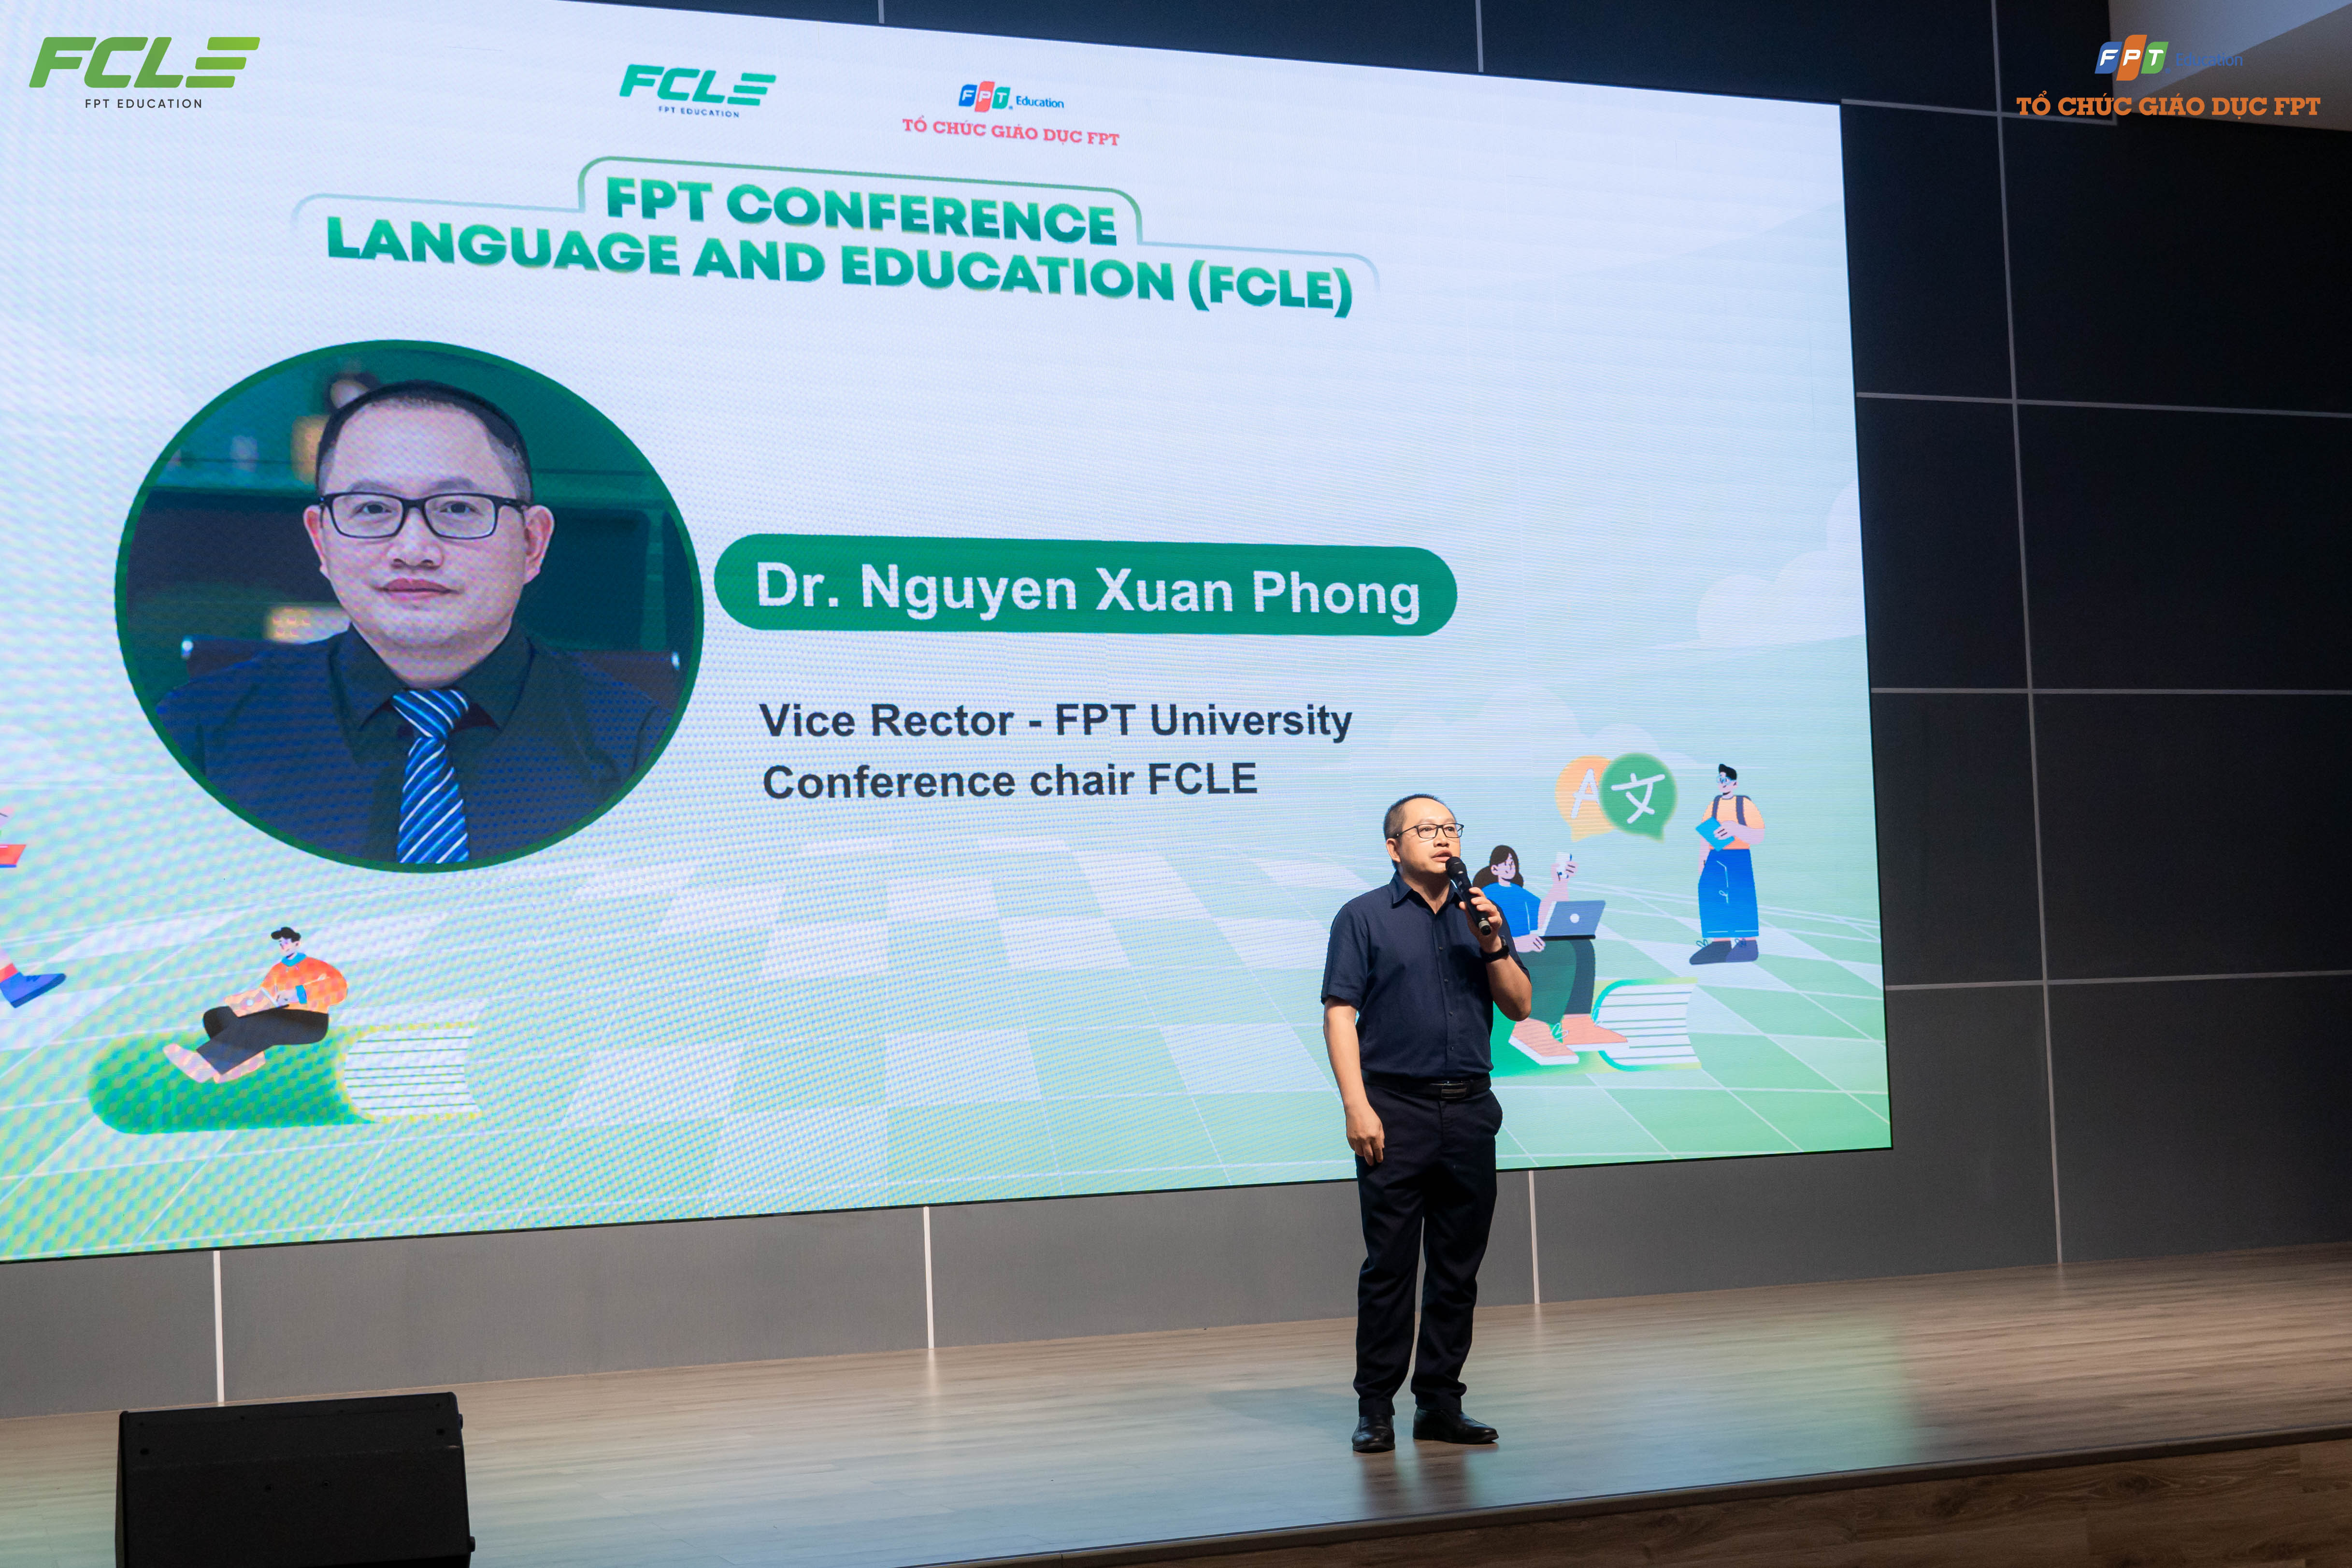 FCLE
FPT EDUCATION
FPT Education
TỔ CHỨC GIÁO DỤC FPT
FCLE
FPT EDUCATION
FPT Education
TỔ CHỨC GIÁO DỤC FPT
FPT CONFERENCE
LANGUAGE AND EDUCATION (FCLE)
Dr. Nguyen Xuan Phong
Vice Rector - FPT University
Conference chair FCLE
A 文